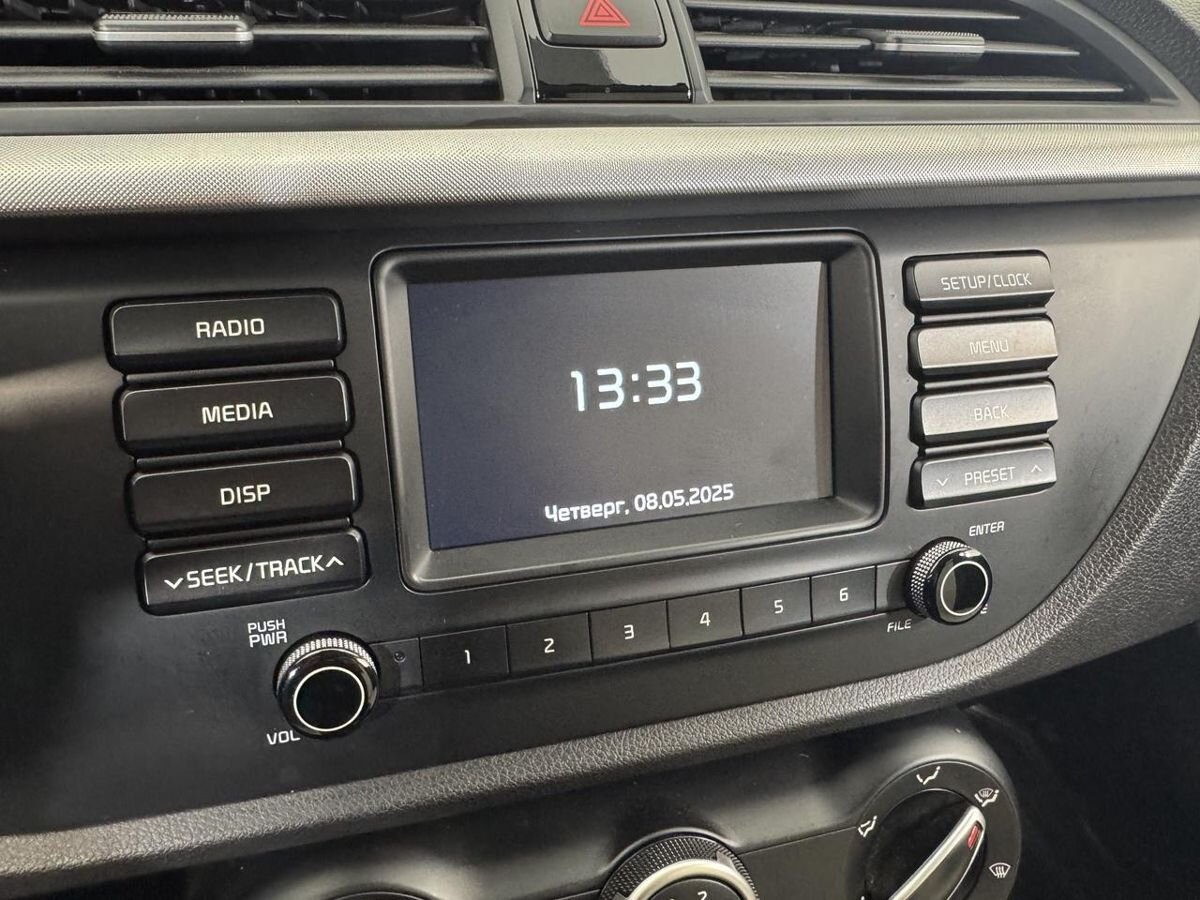 RADIO
MEDIA
DISP
SEEK/TRACK
PUSH
PWR
VOL
13:33
Четверг, 08.05.2025
1 2 3 4 5 6
SETUP/CLOCK
MENU
BACK
PRESET
ENTER
FILE
2